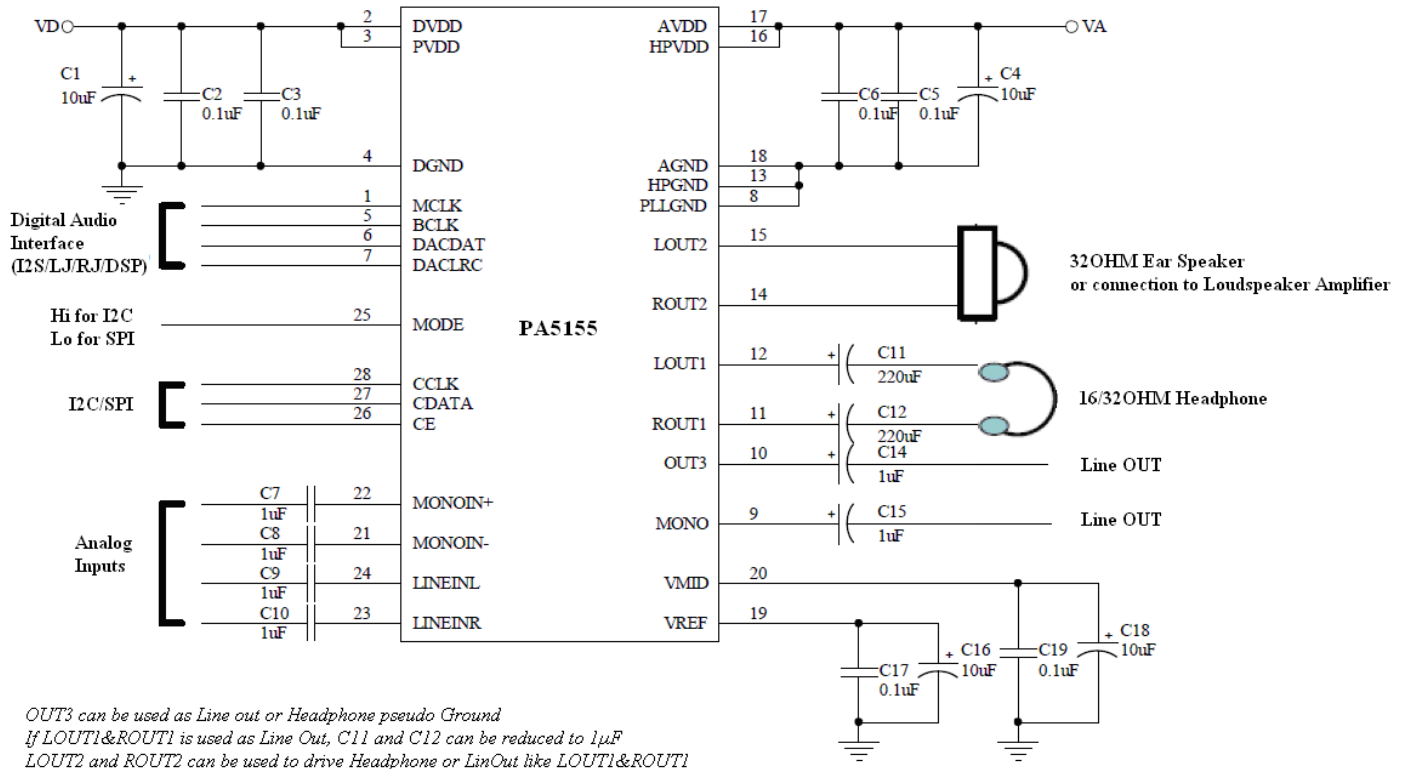 VD
2
DVDD
3
PVDD
C1
10uF
+
C2
0.1uF
C3
0.1uF
4
DGND
Digital Audio
Interface
(I2S/LJ/RJ/DSP)
1
MCLK
5
BCLK
6
DACDAT
7
DACLRC
Hi for I2C
Lo for SPI
25
MODE
I2C/SPI
28
CCLK
27
CDATA
26
CE
Analog
Inputs
C7
1uF
22
MONOIN+
C8
1uF
21
MONOIN-
C9
1uF
24
LINEINL
C10
1uF
23
LINEINR
PA5155
AVDD
17
HPVDD
16
VA
C6
0.1uF
C5
0.1uF
+
C4
10uF
AGND
18
HPGND
13
PLLGND
8
LOUT2
15
ROUT2
14
32OHM Ear Speaker
or connection to Loudspeaker Amplifier
LOUT1
12
+
C11
220uF
ROUT1
11
+
C12
220uF
16/32OHM Headphone
OUT3
10
+
C14
1uF
Line OUT
MONO
9
+
C15
1uF
Line OUT
VMID
20
VREF
19
C17
0.1uF
+
C16
10uF
C19
0.1uF
+
C18
10uF
OUT3 can be used as Line out or Headphone pseudo Ground
If LOUT1&ROUT1 is used as Line Out, C11 and C12 can be reduced to 1µF
LOUT2 and ROUT2 can be used to drive Headphone or LinOut like LOUT1&ROUT1